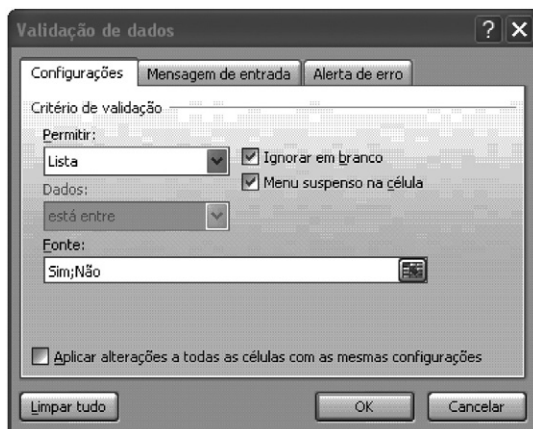 Validação de dados
Configurações Mensagem de entrada Alerta de erro
Critério de validação
Permitir:
Lista
Ignorar em branco
Menu suspenso na célula
Dados:
está entre
Fonte:
Sim;Não
Aplicar alterações a todas as células com as mesmas configurações
Limpar tudo OK Cancelar